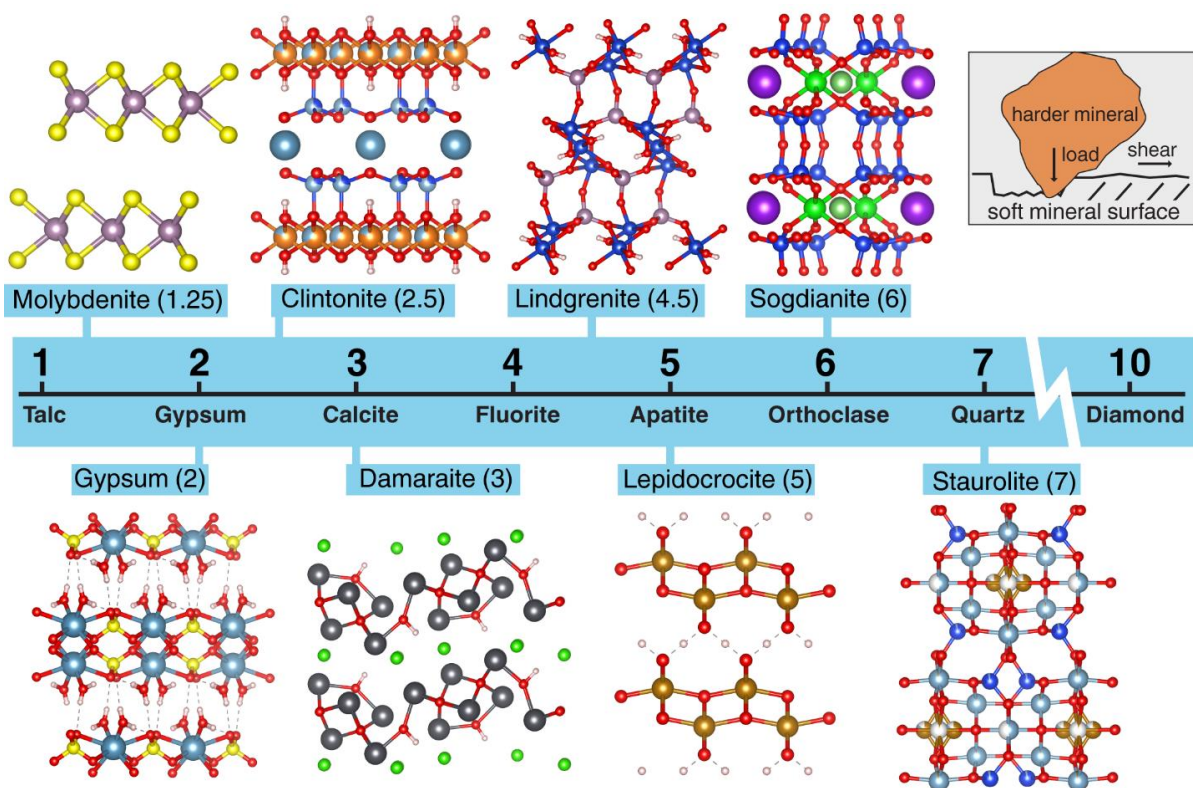 harder mineral
load
shear
soft mineral surface
Molybdenite (1.25)
Clintonite (2.5)
Lindgrenite (4.5)
Sogdianite (6)
1 2 3 4 5 6 7 10
Talc Gypsum Calcite Fluorite Apatite Orthoclase Quartz Diamond
Gypsum (2)
Damaraite (3)
Lepidocrocite (5)
Staurolite (7)